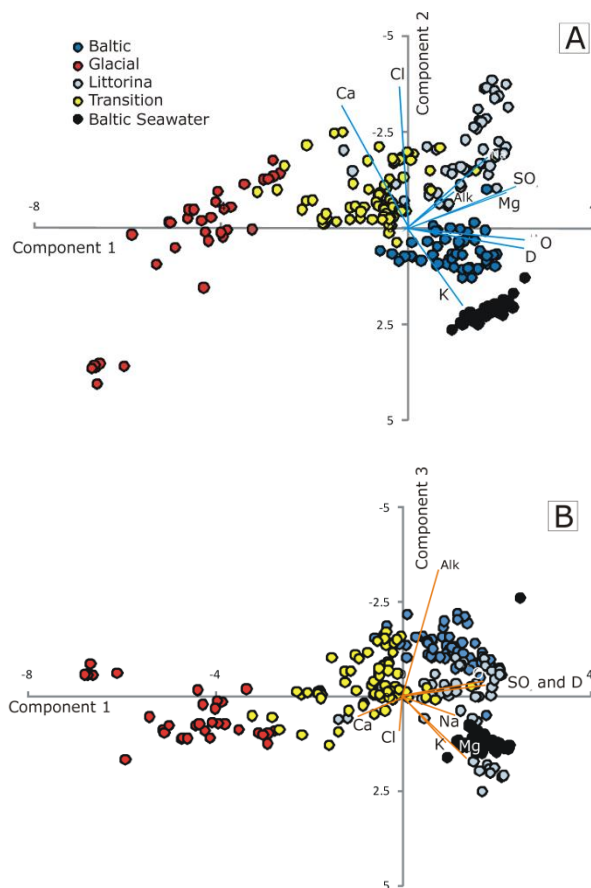 Baltic
Glacial
Littorina
Transition
Baltic Seawater
A
Component 2
-5
-2.5
2.5
5
Cl
Ca
SO
Alk
Mg
-8
4
Component 1
O
D
K
B
Component 3
-5
-2.5
2.5
5
Alk
-8
-4
4
Component 1
SO and D
Ca
Na
Cl
K
Mg